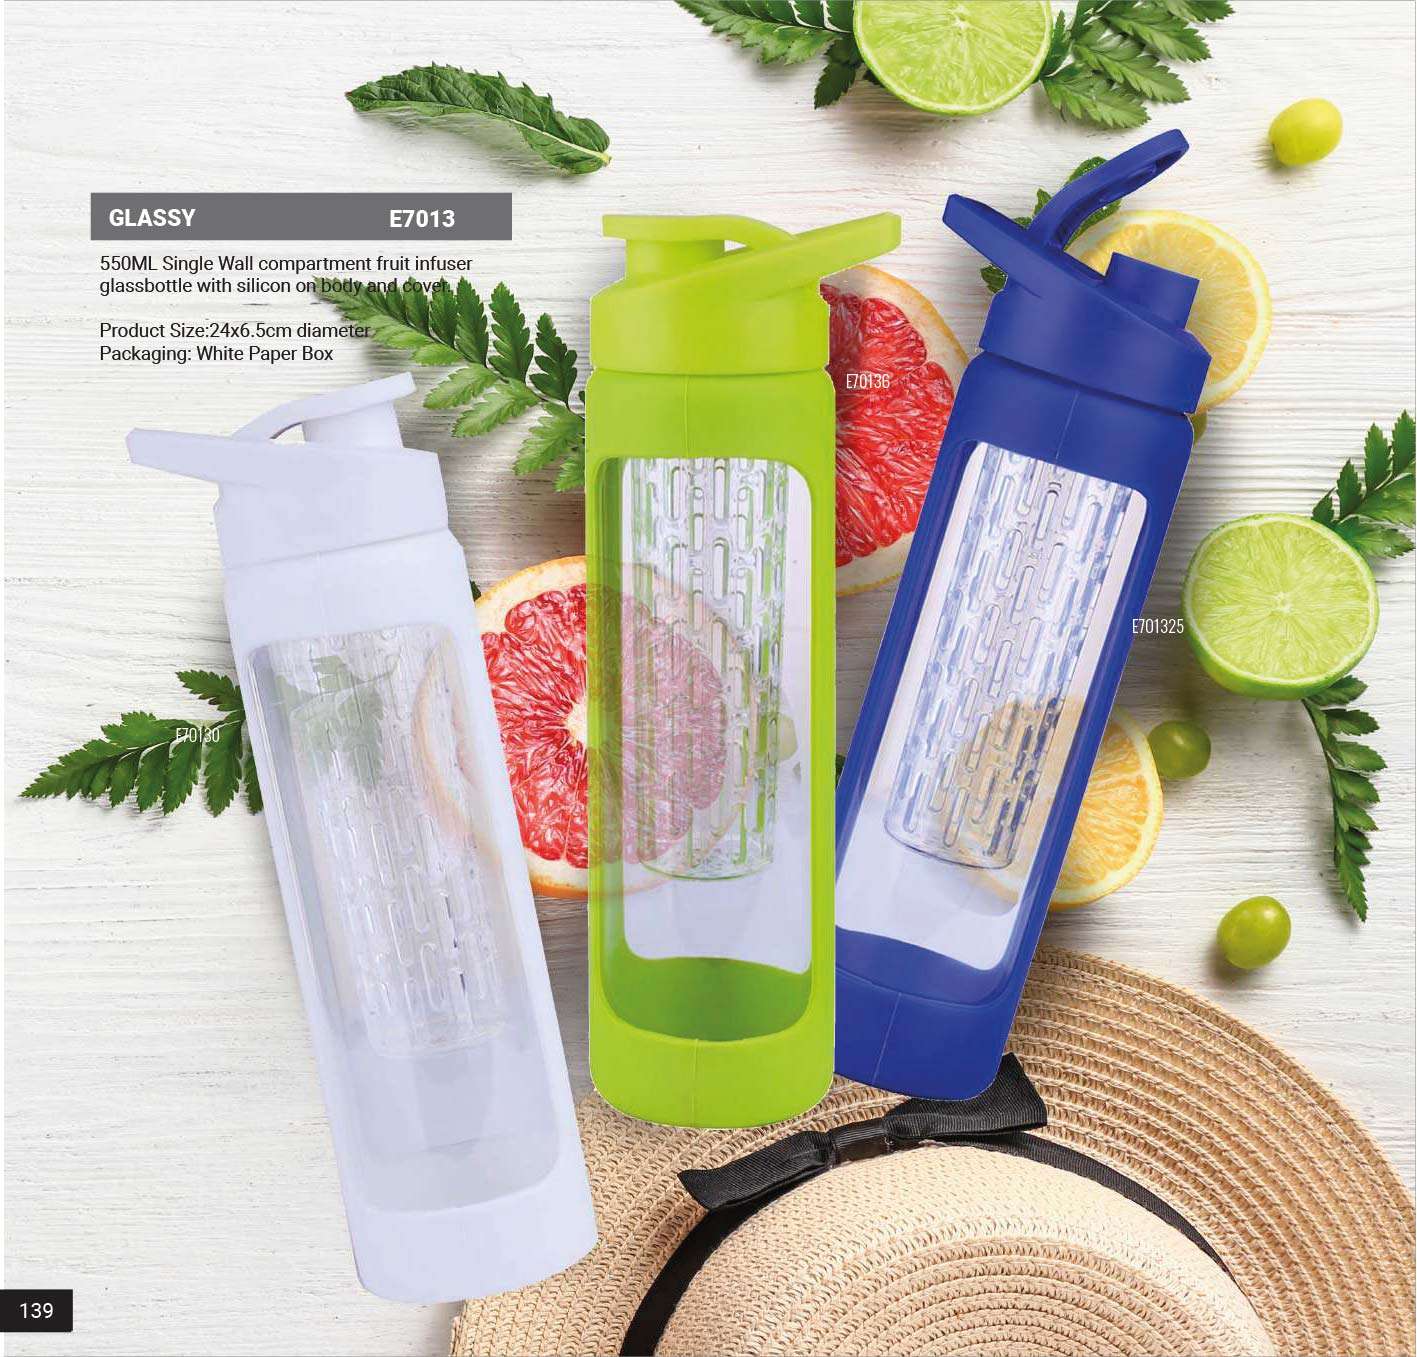 GLASSY E7013
550ML Single Wall compartment fruit infuser
glassbottle with silicon on body and cover
Product Size:24x6.5cm diameter
Packaging: White Paper Box
E70136
E701325
E70130
139